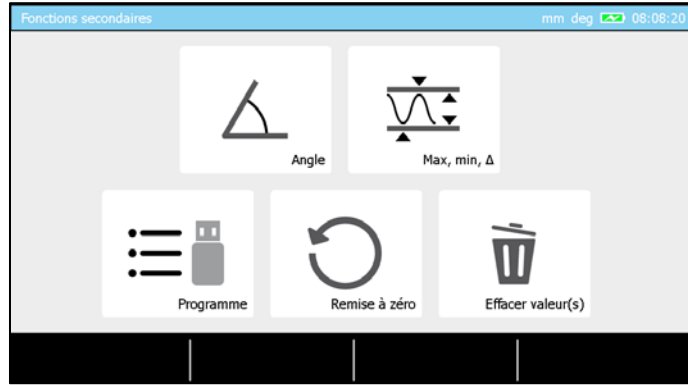 Fonctions secondaires
mm deg 08:08:20
Angle
Max, min, Δ
Programme
Remise à zéro
Effacer valeur(s)